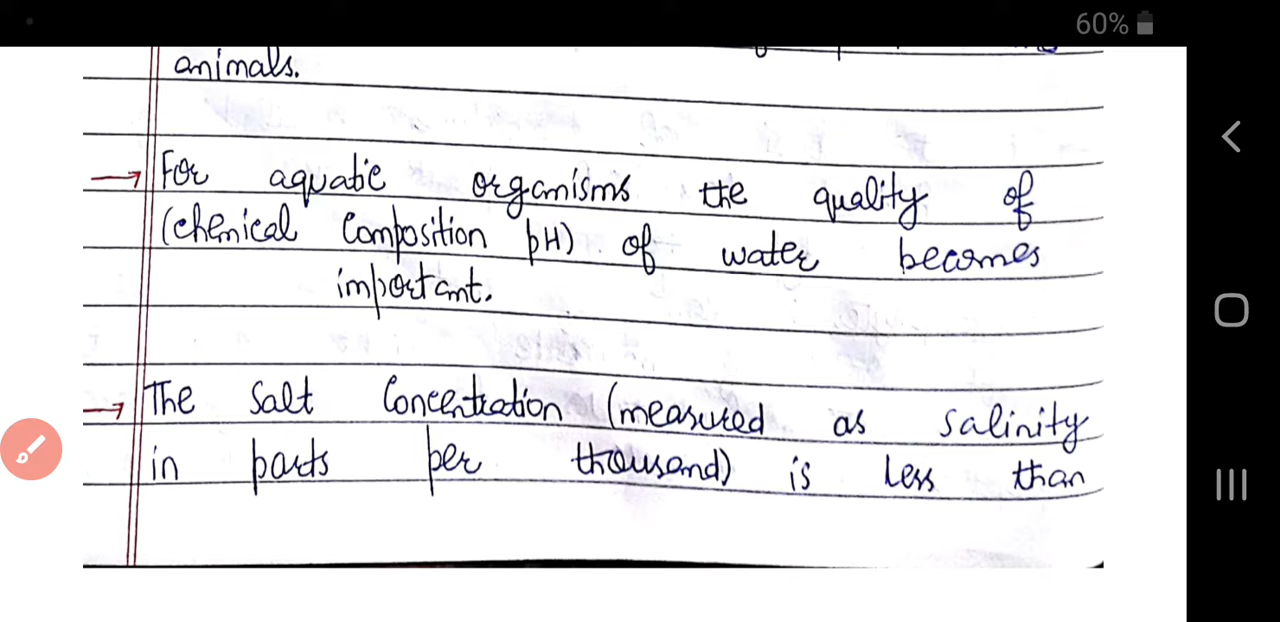 60%
animals.
→ For aquatic organisms the quality of
(chemical composition pH) of water becomes
important.
→ The salt concentration (measured as salinity
in parts per thousand) is less than